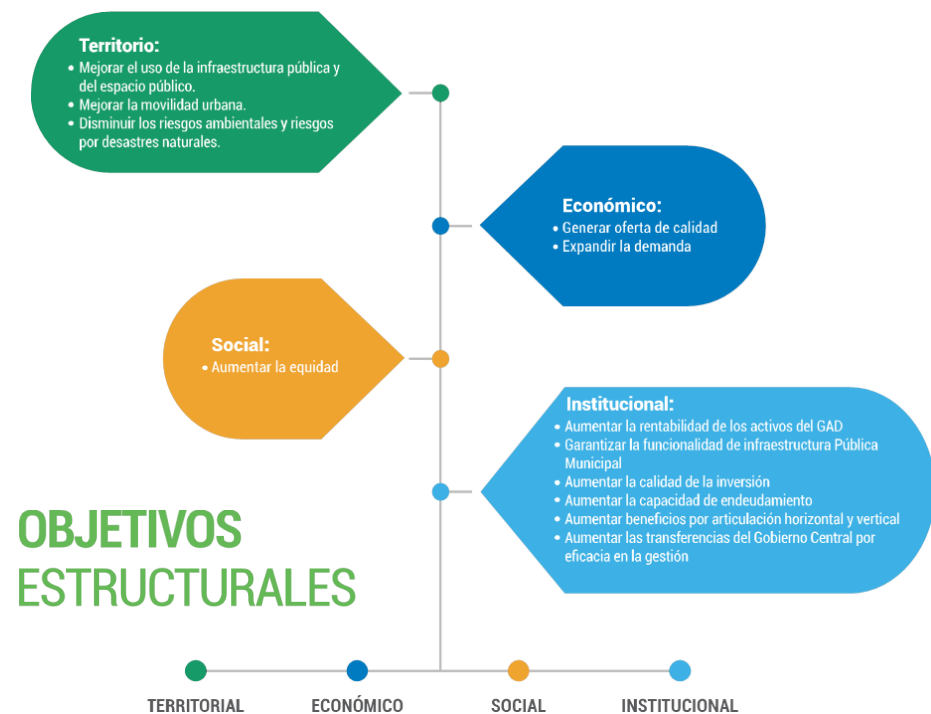 Territorio:
• Mejorar el uso de la infraestructura pública y
del espacio público.
• Mejorar la movilidad urbana.
• Disminuir los riesgos ambientales y riesgos
por desastres naturales.
Económico:
• Generar oferta de calidad
• Expandir la demanda
Social:
• Aumentar la equidad
Institucional:
• Aumentar la rentabilidad de los activos del GAD
• Garantizar la funcionalidad de infraestructura Pública
Municipal
• Aumentar la calidad de la inversión
• Aumentar la capacidad de endeudamiento
• Aumentar beneficios por articulación horizontal y vertical
• Aumentar las transferencias del Gobierno Central por
eficacia en la gestión
OBJETIVOS
ESTRUCTURALES
TERRITORIAL ECONÓMICO SOCIAL INSTITUCIONAL